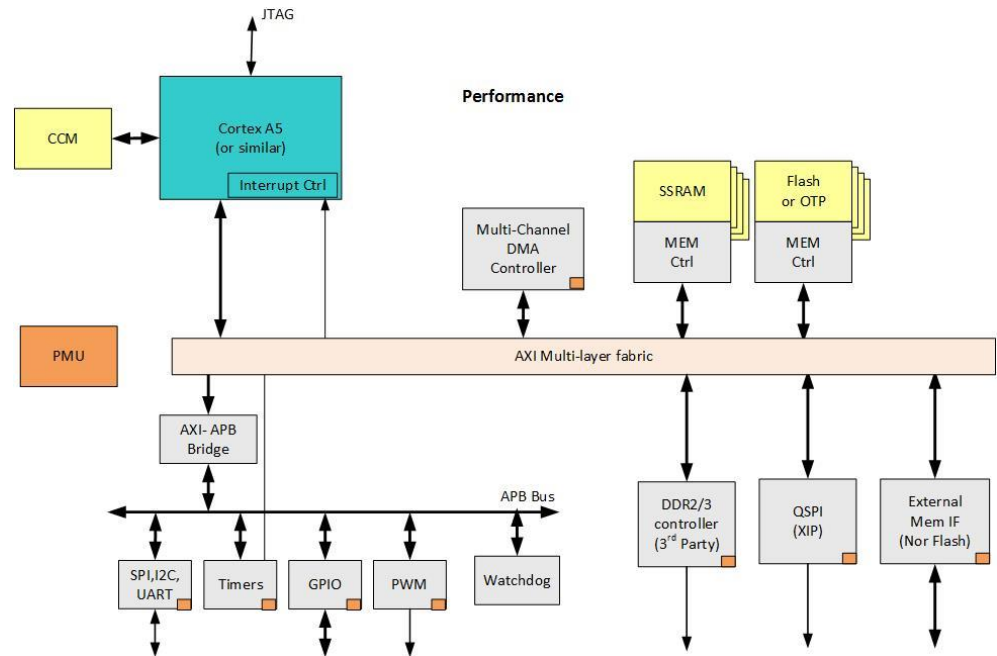 JTAG
Performance
CCM
Cortex A5
(or similar)
Interrupt Ctrl
SSRAM
MEM
Ctrl
Flash
or OTP
MEM
Ctrl
Multi-Channel
DMA
Controller
PMU
AXI Multi-layer fabric
AXI- APB
Bridge
APB Bus
SPI,I2C,
UART
Timers
GPIO
PWM
Watchdog
DDR2/3
controller
(3rd Party)
QSPI
(XIP)
External
Mem IF
(Nor Flash)